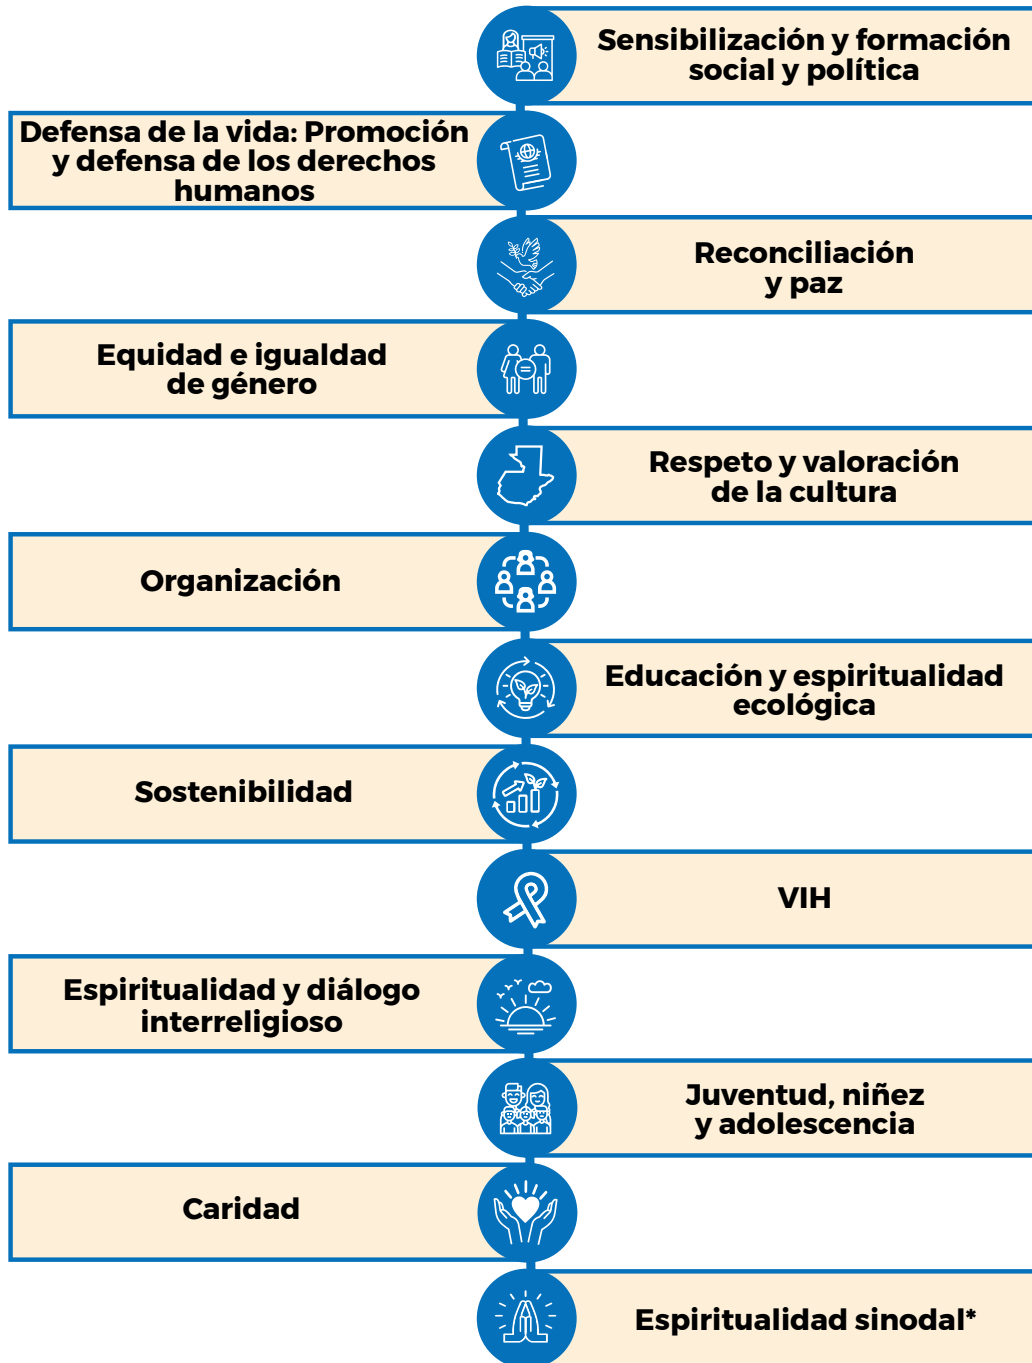 Sensibilización y formación
social y política
Defensa de la vida: Promoción
y defensa de los derechos
humanos
Reconciliación
y paz
Equidad e igualdad
de género
Respeto y valoración
de la cultura
Organización
Educación y espiritualidad
ecológica
Sostenibilidad
VIH
Espiritualidad y diálogo
interreligioso
Juventud, niñez
y adolescencia
Caridad
Espiritualidad sinodal*